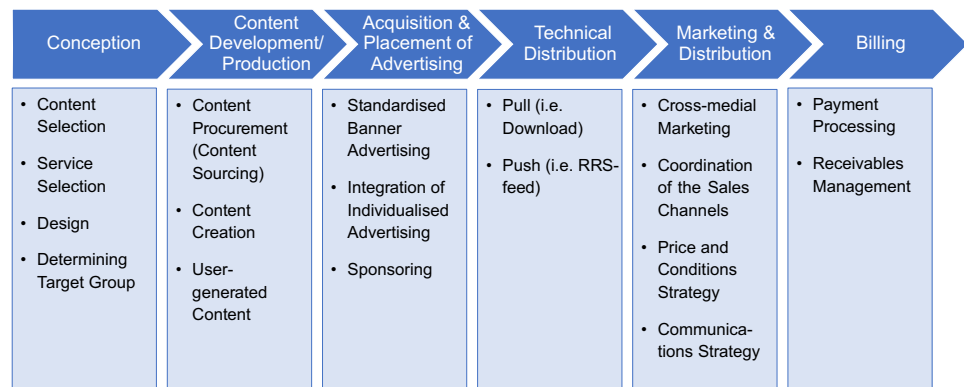 Conception
Content
Development/
Production
Acquisition &
Placement of
Advertising
Technical
Distribution
Marketing &
Distribution
Billing
• Content
Selection
• Service
Selection
• Design
• Determining
Target Group
• Content
Procurement
(Content
Sourcing)
• Content
Creation
• User-
generated
Content
• Standardised
Banner
Advertising
• Integration of
Individualised
Advertising
• Sponsoring
• Pull (i.e.
Download)
• Push (i.e. RRS-
feed)
• Cross-medial
Marketing
• Coordination
of the Sales
Channels
• Price and
Conditions
Strategy
• Communica-
tions Strategy
• Payment
Processing
• Receivables
Management